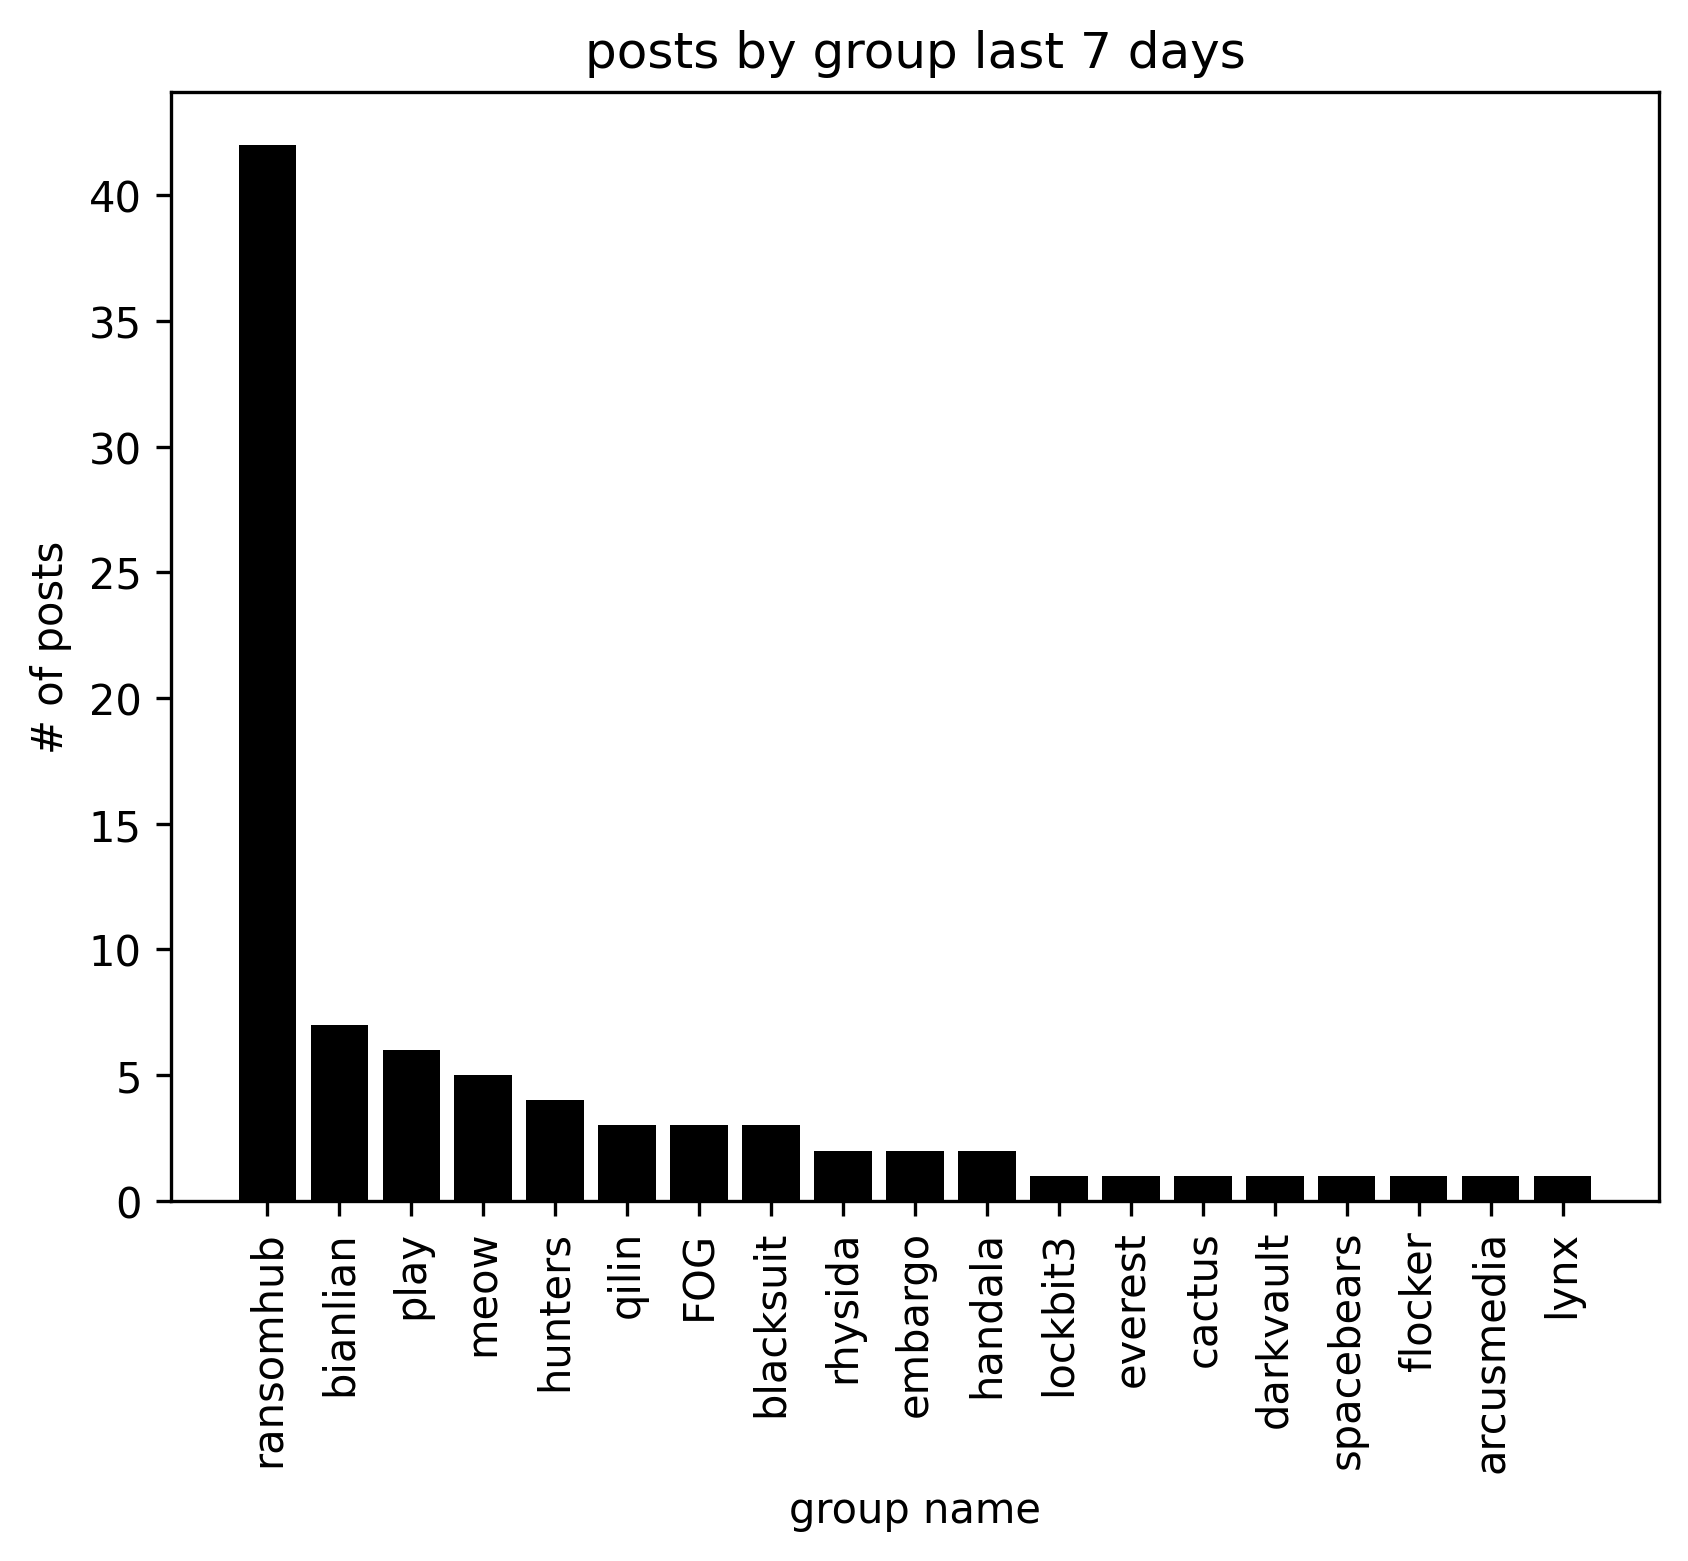 posts by group last 7 days
# of posts
40
35
30
25
20
15
10
5
0
ransomhub
bianlian
play
meow
hunters
qilin
FOG
blacksuit
rhysida
embargo
handala
lockbit3
everest
cactus
darkvault
spacebears
flocker
arcusmedia
lynx
group name